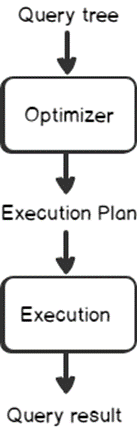 Query tree
Optimizer
Execution Plan
Execution
Query result